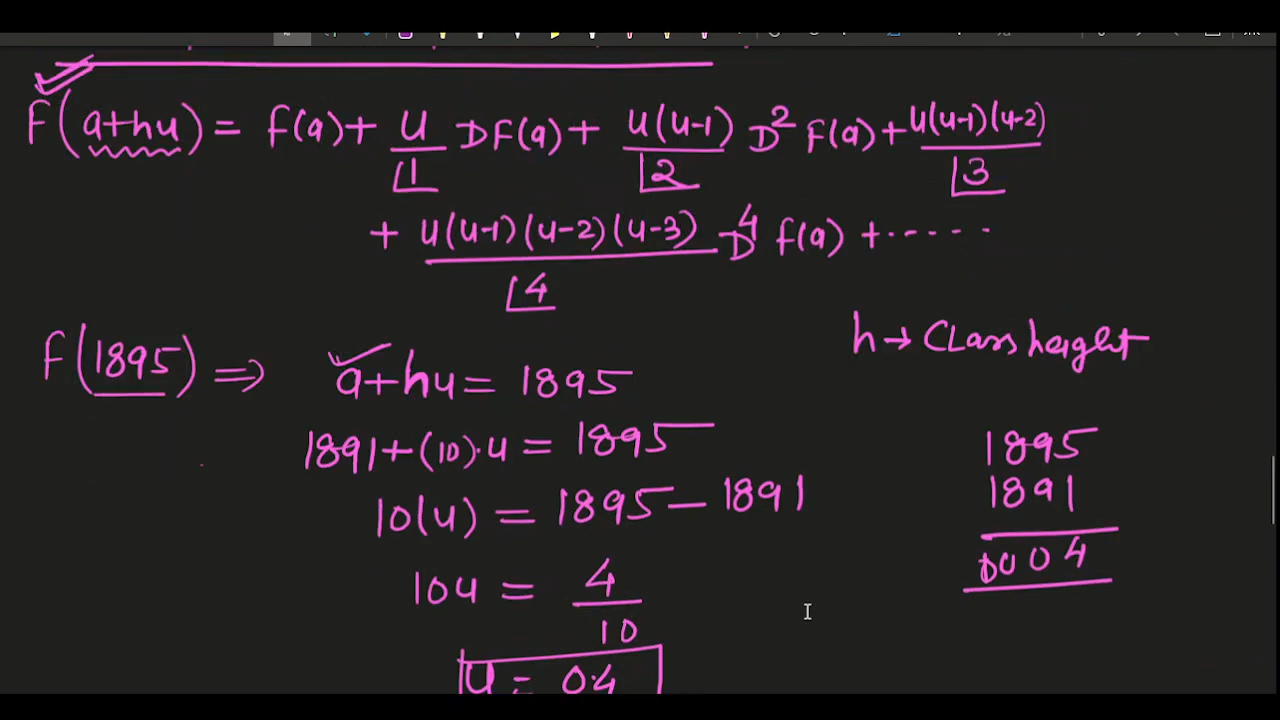 F(a+hu) = f(a) + u/⌊1 DF(a) + u(u-1)/⌊2 D² f(a) + u(u-1)(u-2)/⌊3
+ u(u-1)(u-2)(u-3)/⌊4 D⁴ f(a) + ......
h → Class height
F(1895) ⇒ a+hu = 1895
1891+(10).u = 1895
10(u) = 1895 - 1891
10u = 4/10
u = 0.4
1895
1891
0004